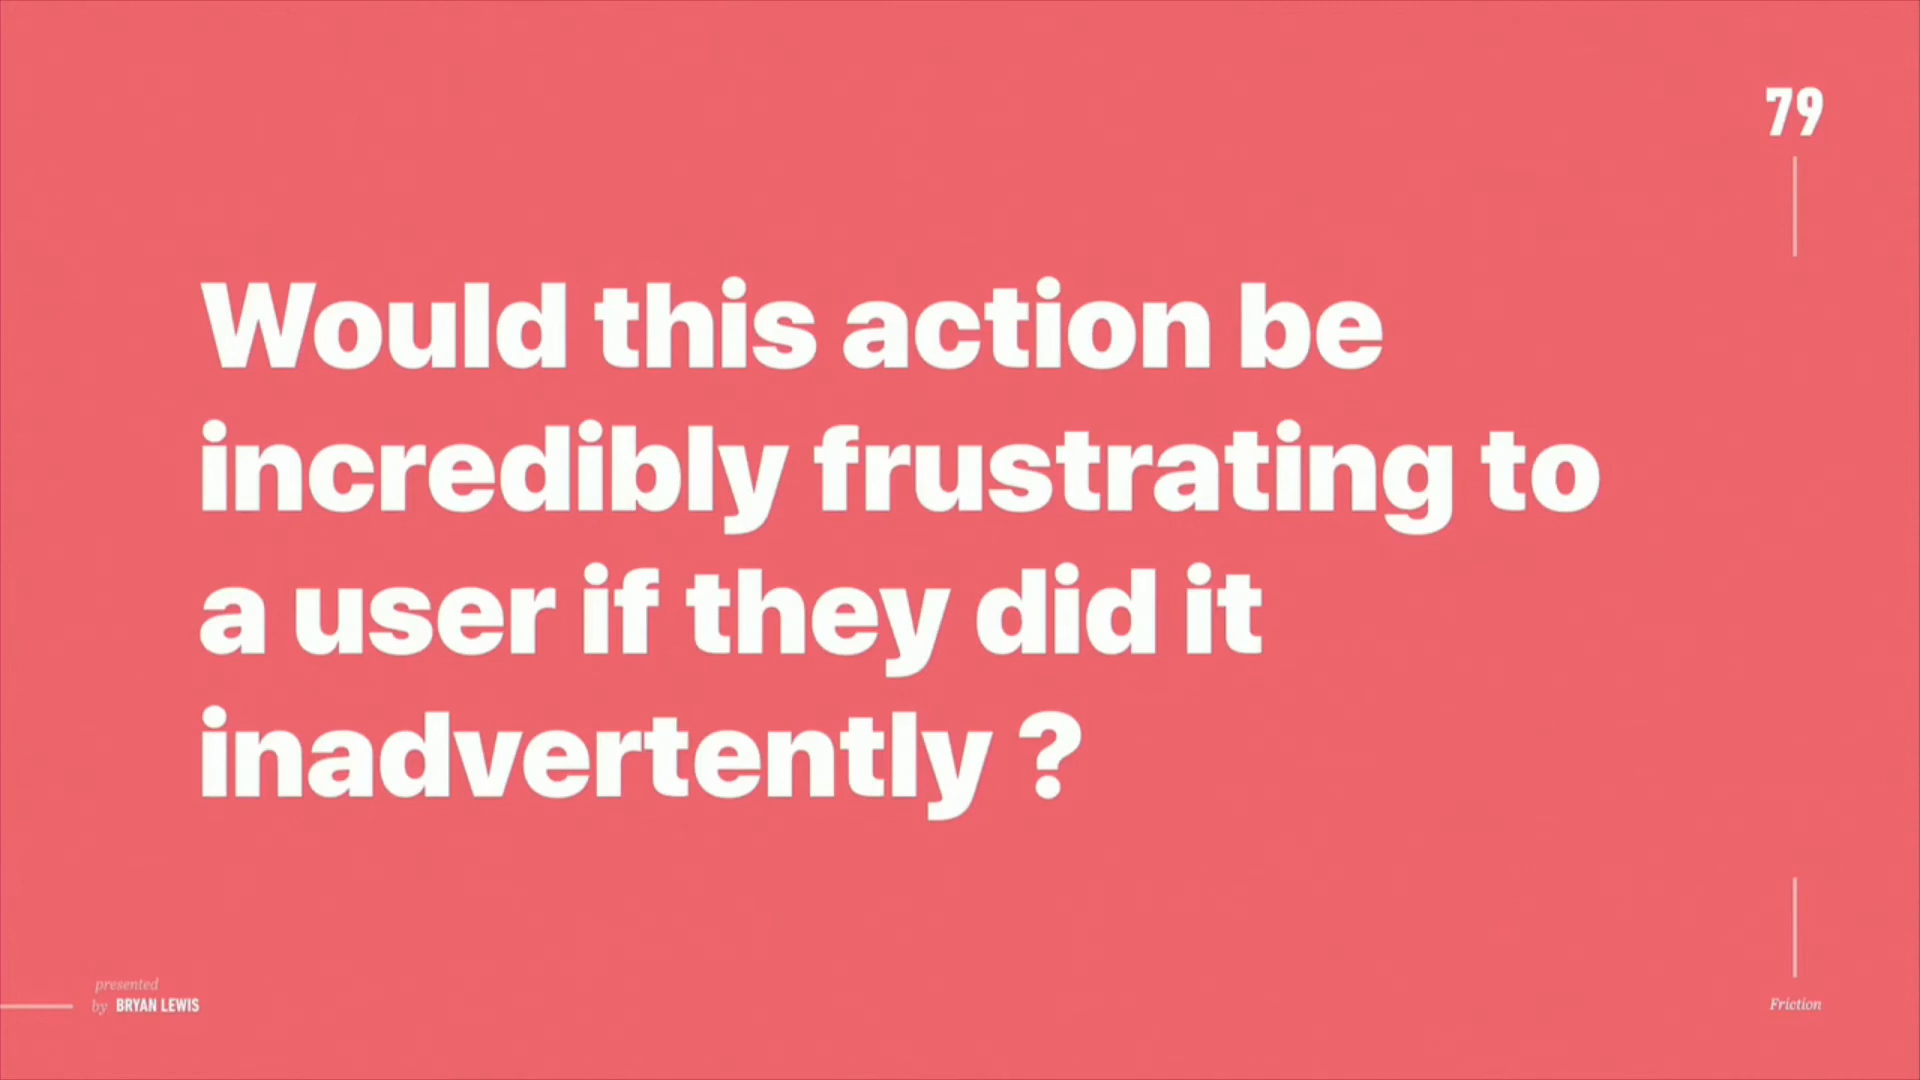 79
Would this action be
incredibly frustrating to
a user if they did it
inadvertently ?
presented
by BRYAN LEWIS
Friction